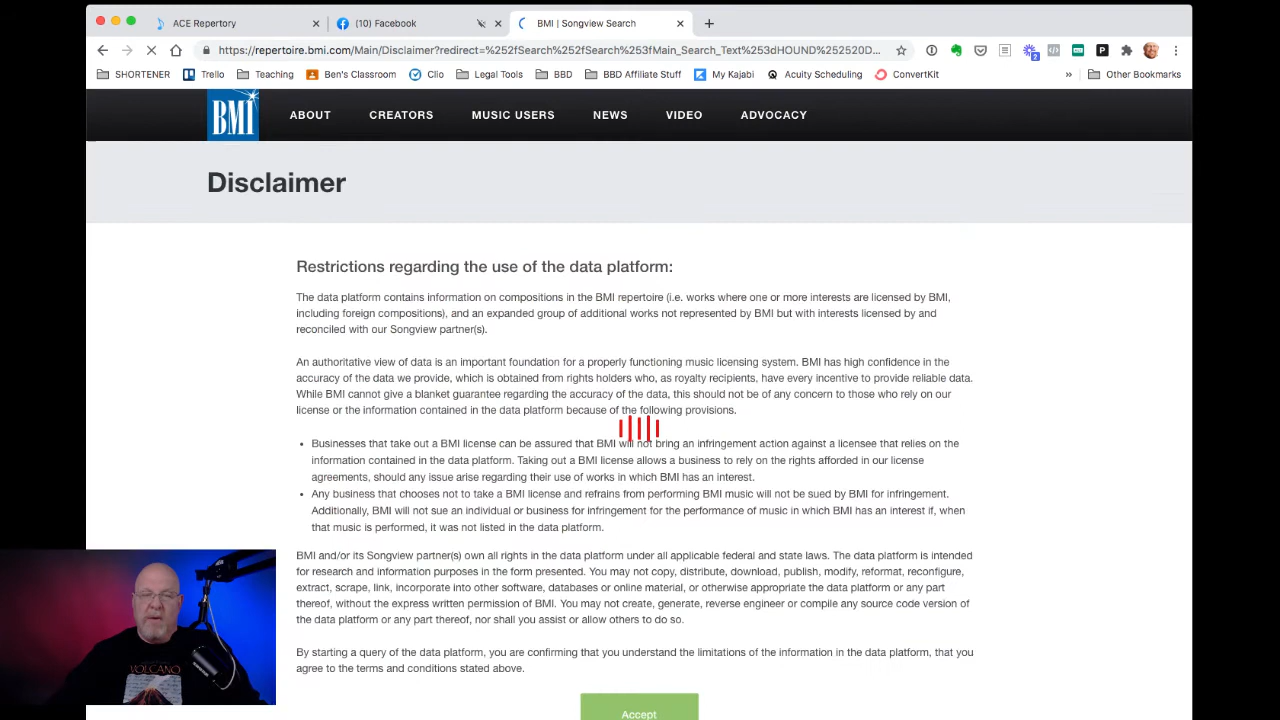 ACE Repertory
(10) Facebook
BMI | Songview Search
https://repertoire.bmi.com/Main/Disclaimer?redirect=%252fSearch%252fSearch%253fMain_Search_Text%253dHOUND%252520D...
SHORTENER
Trello
Teaching
Ben's Classroom
Clio
Legal Tools
BBD
BBD Affiliate Stuff
My Kajabi
Acuity Scheduling
ConvertKit
»
Other Bookmarks
BMI
ABOUT
CREATORS
MUSIC USERS
NEWS
VIDEO
ADVOCACY
Disclaimer
Restrictions regarding the use of the data platform:
The data platform contains information on compositions in the BMI repertoire (i.e. works where one or more interests are licensed by BMI,
including foreign compositions), and an expanded group of additional works not represented by BMI but with interests licensed by and
reconciled with our Songview partner(s).
An authoritative view of data is an important foundation for a properly functioning music licensing system. BMI has high confidence in the
accuracy of the data we provide, which is obtained from rights holders who, as royalty recipients, have every incentive to provide reliable data.
While BMI cannot give a blanket guarantee regarding the accuracy of the data, this should not be of any concern to those who rely on our
license or the information contained in the data platform because of the following provisions.
• Businesses that take out a BMI license can be assured that BMI will not bring an infringement action against a licensee that relies on the
information contained in the data platform. Taking out a BMI license allows a business to rely on the rights afforded in our license
agreements, should any issue arise regarding their use of works in which BMI has an interest.
• Any business that chooses not to take a BMI license and refrains from performing BMI music will not be sued by BMI for infringement.
Additionally, BMI will not sue an individual or business for infringement for the performance of music in which BMI has an interest if, when
that music is performed, it was not listed in the data platform.
BMI and/or its Songview partner(s) own all rights in the data platform under all applicable federal and state laws. The data platform is intended
for research and information purposes in the form presented. You may not copy, distribute, download, publish, modify, reformat, reconfigure,
extract, scrape, link, incorporate into other software, databases or online material, or otherwise appropriate the data platform or any part
thereof, without the express written permission of BMI. You may not create, generate, reverse engineer or compile any source code version of
the data platform or any part thereof, nor shall you assist or allow others to do so.
By starting a query of the data platform, you are confirming that you understand the limitations of the information in the data platform, that you
agree to the terms and conditions stated above.
Accept
VOLCANO